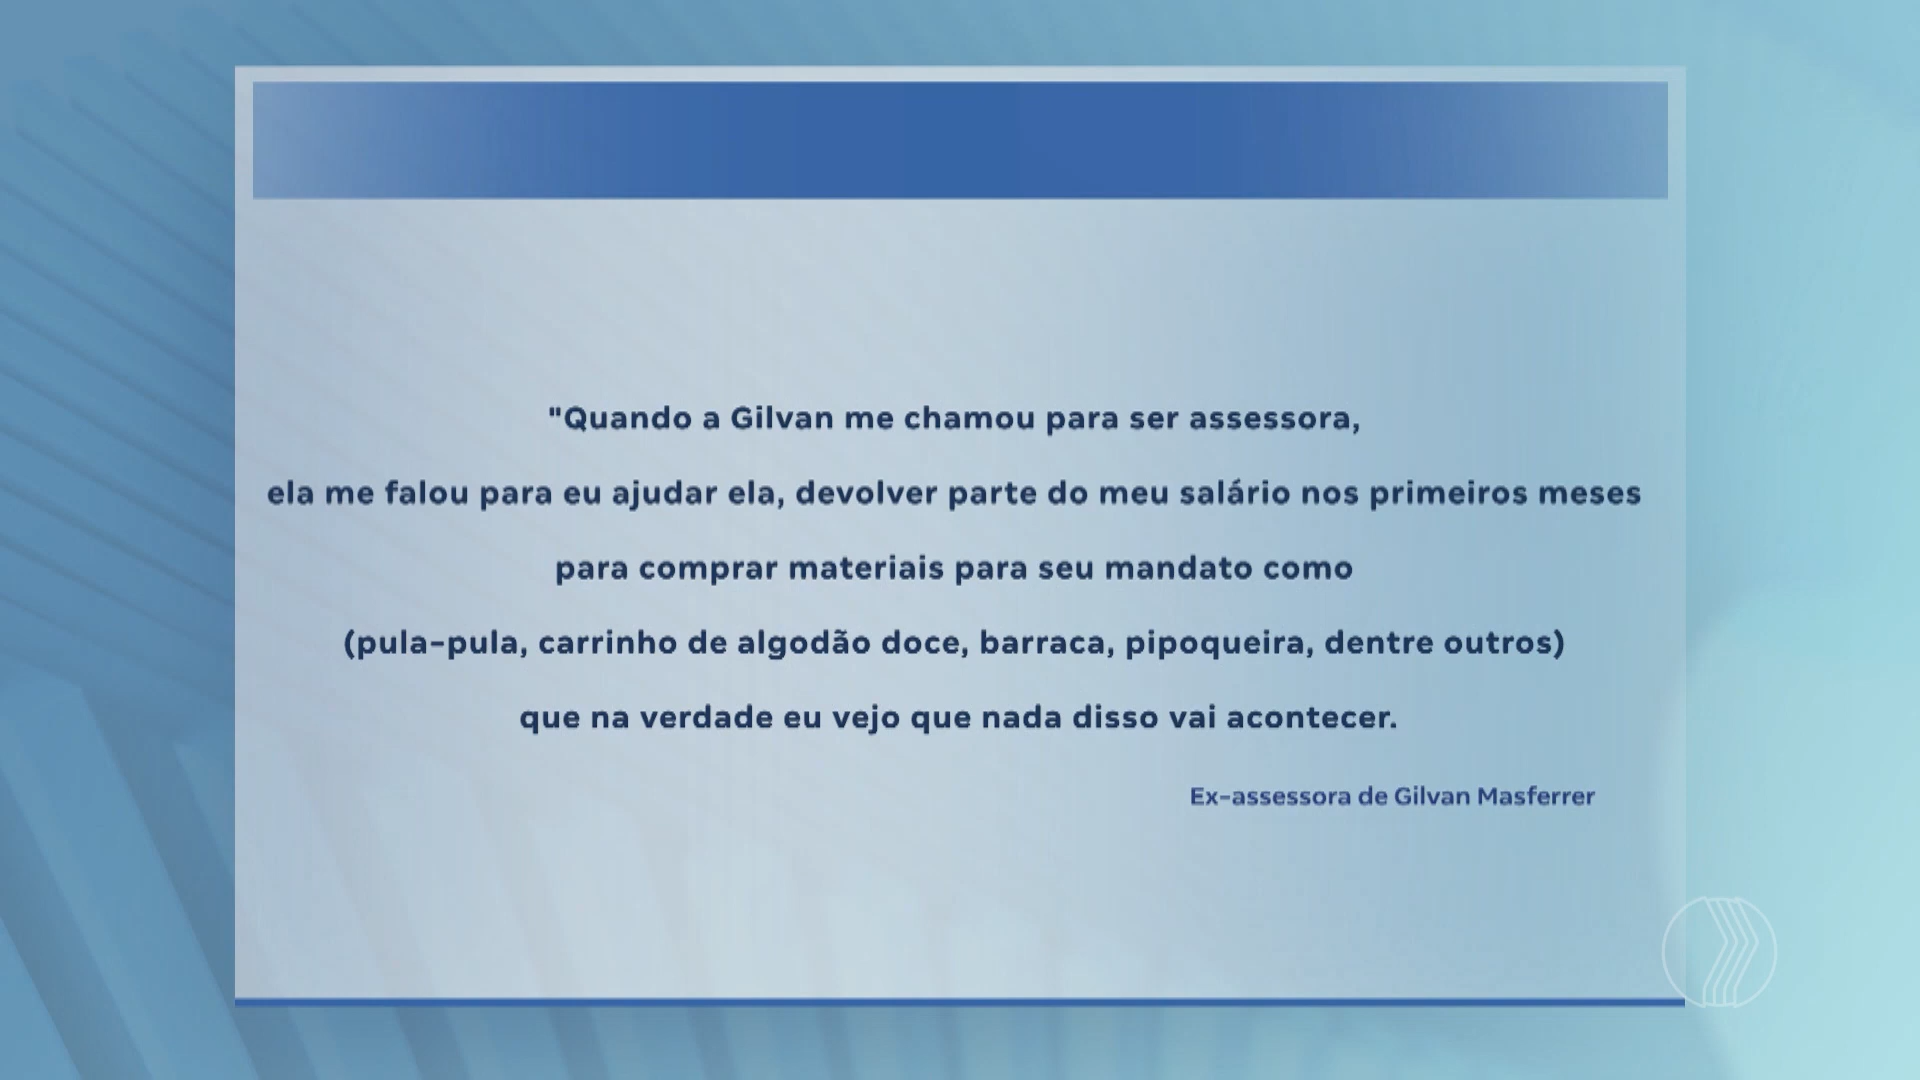 "Quando a Gilvan me chamou para ser assessora,
ela me falou para eu ajudar ela, devolver parte do meu salário nos primeiros meses
para comprar materiais para seu mandato como
(pula-pula, carrinho de algodão doce, barraca, pipoqueira, dentre outros)
que na verdade eu vejo que nada disso vai acontecer.
Ex-assessora de Gilvan Masferrer